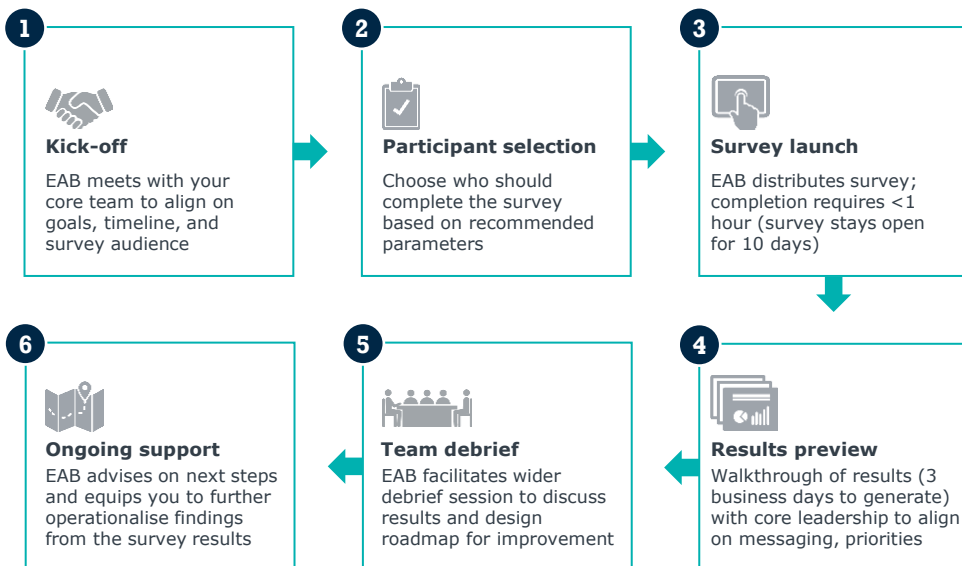 1
Kick-off
EAB meets with your
core team to align on
goals, timeline, and
survey audience
2
Participant selection
Choose who should
complete the survey
based on recommended
parameters
3
Survey launch
EAB distributes survey;
completion requires <1
hour (survey stays open
for 10 days)
4
Results preview
Walkthrough of results (3
business days to generate)
with core leadership to align
on messaging, priorities
5
Team debrief
EAB facilitates wider
debrief session to discuss
results and design
roadmap for improvement
6
Ongoing support
EAB advises on next steps
and equips you to further
operationalise findings
from the survey results